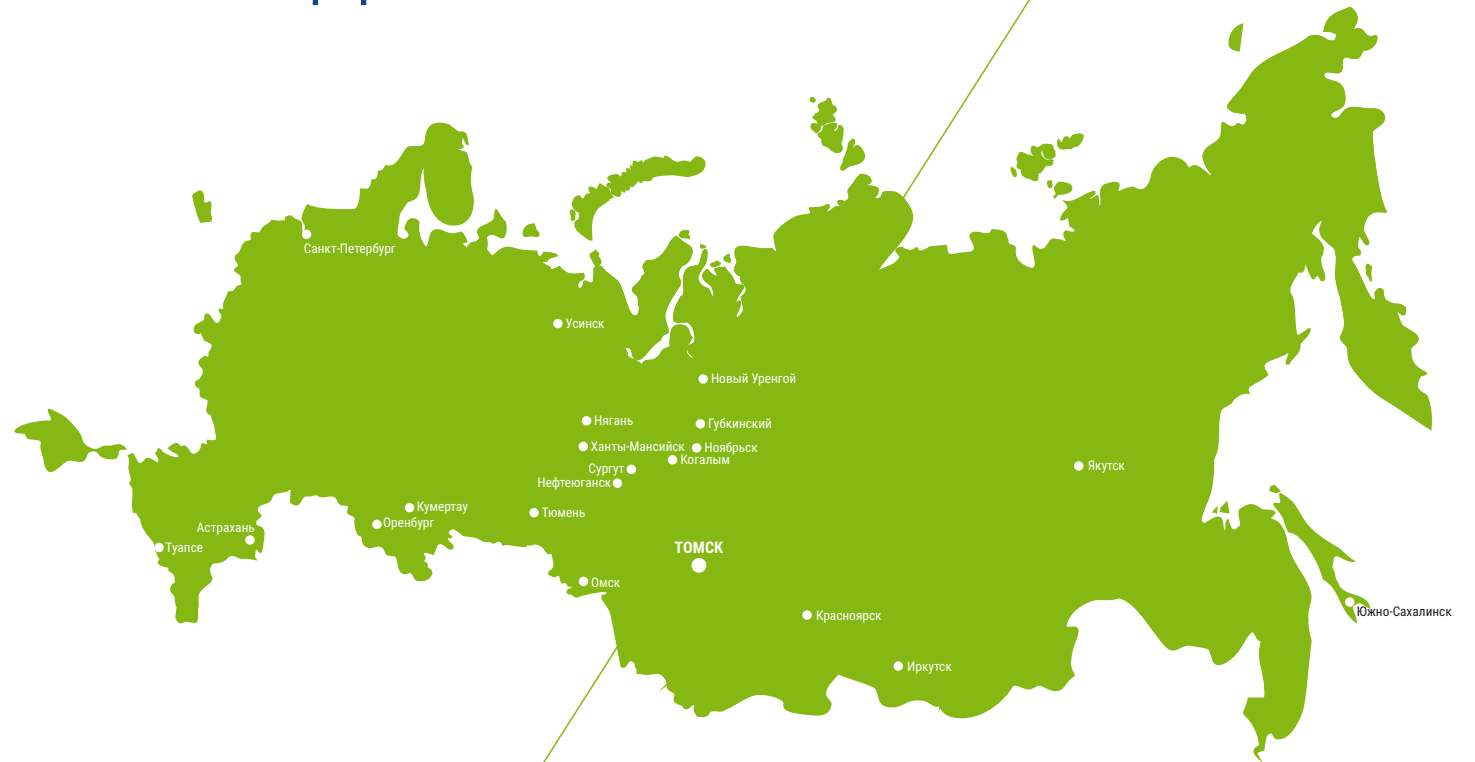 Санкт-Петербург
Усинск
Новый Уренгой
Нягань
Губкинский
Ханты-Мансийск
Ноябрьск
Когалым
Сургут
Якутск
Нефтеюганск
Кумертау
Тюмень
Оренбург
Астрахань
Туапсе
ТОМСК
Омск
Южно-Сахалинск
Красноярск
Иркутск